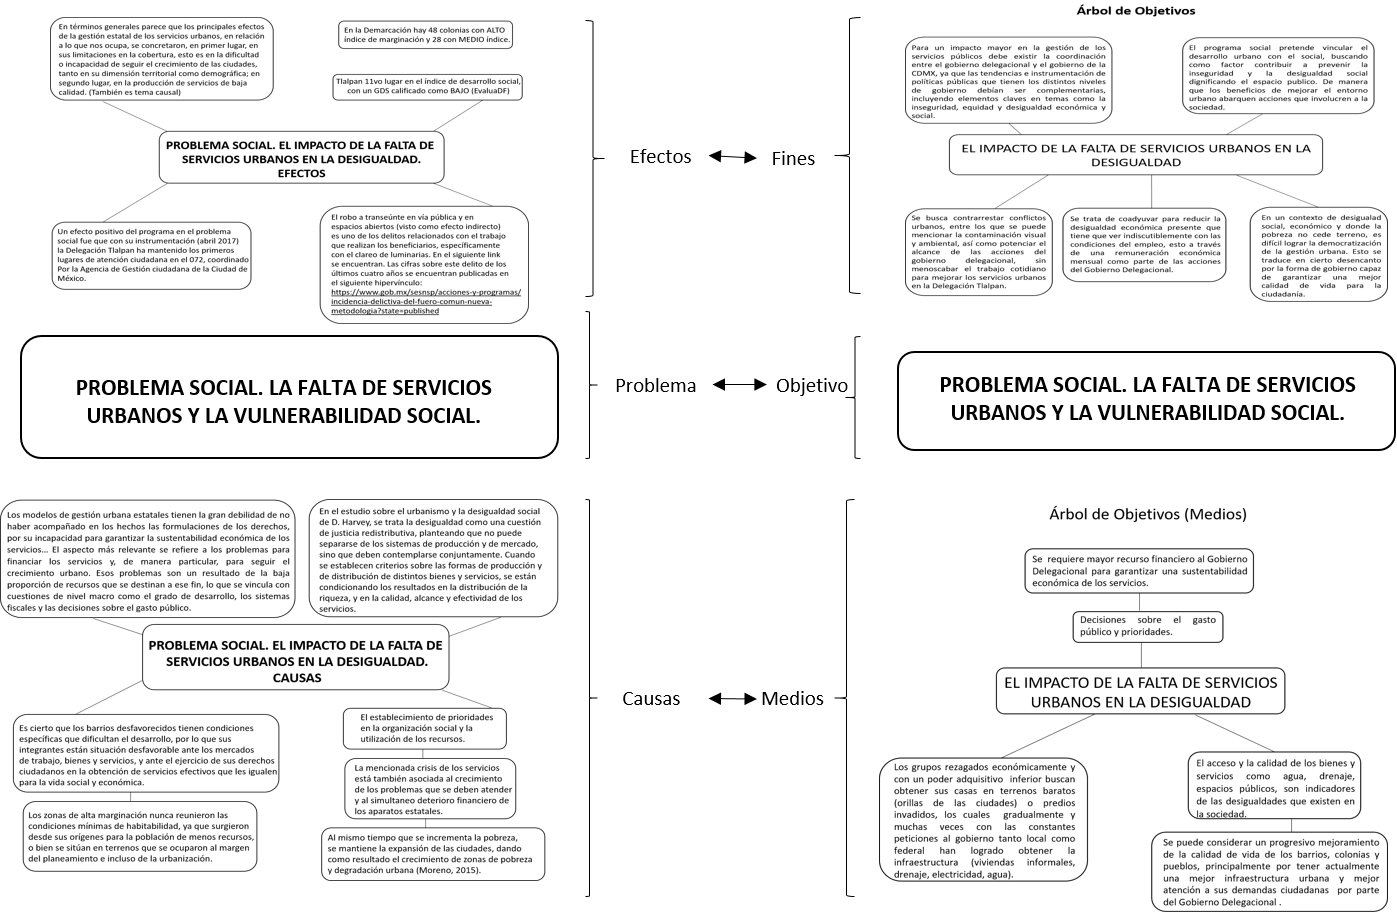 En términos generales parece que los principales efectos
de la gestión estatal de los servicios urbanos, en relación
a lo que nos ocupa, se concretaron, en primer lugar, en
sus limitaciones en la cobertura, esto es en la dificultad
o incapacidad de seguir el crecimiento de las ciudades,
tanto en su dimensión territorial como demográfica; en
segundo lugar, en la producción de servicios de baja
calidad. (También es tema causal)
En la Demarcación hay 48 colonias con ALTO
índice de marginación y 28 con MEDIO índice.
Tlalpan 11vo lugar en el índice de desarrollo social,
con un GDS calificado como BAJO (EvaluaDF)
PROBLEMA SOCIAL. EL IMPACTO DE LA FALTA DE
SERVICIOS URBANOS EN LA DESIGUALDAD.
EFECTOS
Un efecto positivo del programa en el problema
social fue que con su instrumentación (abril 2017)
la Delegación Tlalpan ha mantenido los primeros
lugares de atención ciudadana en el 072, coordinado
Por la Agencia de Gestión ciudadana de la Ciudad de
México.
El robo a transeúnte en vía pública y en
espacios abiertos (visto como efecto indirecto)
es uno de los delitos relacionados con el trabajo
que realizan los beneficiarios, específicamente
con el clareo de luminarias. En el siguiente link
se encuentran. Las cifras sobre este delito de los
últimos cuatro años se encuentran publicadas en
el siguiente hipervínculo:
https://www.gob.mx/sesnsp/acciones-y-programas/
incidencia-delictiva-del-fuero-comun-nueva-
metodologia?state=published
Efectos
Fines
Árbol de Objetivos
Para un impacto mayor en la gestión de los
servicios públicos debe existir la coordinación
entre el gobierno delegacional y el gobierno de la
CDMX, ya que las tendencias e instrumentación de
políticas públicas que tienen los distintos niveles
de gobierno debían ser complementarias,
incluyendo elementos claves en temas como la
inseguridad, equidad y desigualdad económica y
social.
El programa social pretende vincular el
desarrollo urbano con el social, buscando
como factor contribuir a prevenir la
inseguridad y la desigualdad social
dignificando el espacio publico. De manera
que los beneficios de mejorar el entorno
urbano abarquen acciones que involucren a la
sociedad.
EL IMPACTO DE LA FALTA DE SERVICIOS URBANOS EN LA
DESIGUALDAD
Se busca contrarrestar conflictos
urbanos, entre los que se puede
mencionar la contaminación visual
y ambiental, así como potenciar el
alcance de las acciones del
gobierno delegacional, sin
menoscabar el trabajo cotidiano
para mejorar los servicios urbanos
en la Delegación Tlalpan.
Se trata de coadyuvar para reducir la
desigualdad económica presente que
tiene que ver indiscutiblemente con las
condiciones del empleo, esto a través
de una remuneración económica
mensual como parte de las acciones
del Gobierno Delegacional.
En un contexto de desigualdad
social, económico y donde la
pobreza no cede terreno, es
difícil lograr la democratización
de la gestión urbana. Esto se
traduce en cierto desencanto
por la forma de gobierno capaz
de garantizar una mejor
calidad de vida para la
ciudadanía.
PROBLEMA SOCIAL. LA FALTA DE SERVICIOS
URBANOS Y LA VULNERABILIDAD SOCIAL.
Problema
Objetivo
PROBLEMA SOCIAL. LA FALTA DE SERVICIOS
URBANOS Y LA VULNERABILIDAD SOCIAL.
Los modelos de gestión urbana estatales tienen la gran debilidad de no
haber acompañado en los hechos las formulaciones de los derechos,
por su incapacidad para garantizar la sustentabilidad económica de los
servicios... El aspecto más relevante se refiere a los problemas para
financiar los servicios y, de manera particular, para seguir el
crecimiento urbano. Esos problemas son un resultado de la baja
proporción de recursos que se destinan a ese fin, lo que se vincula con
cuestiones de nivel macro como el grado de desarrollo, los sistemas
fiscales y las decisiones sobre el gasto público.
En el estudio sobre el urbanismo y la desigualdad social
de D. Harvey, se trata la desigualdad como una cuestión
de justicia redistributiva, planteando que no puede
separarse de los sistemas de producción y de mercado,
sino que deben contemplarse conjuntamente. Cuando
se establecen criterios sobre las formas de producción y
de distribución de distintos bienes y servicios, se están
condicionando los resultados en la distribución de la
riqueza, y en la calidad, alcance y efectividad de los
servicios.
PROBLEMA SOCIAL. EL IMPACTO DE LA FALTA DE
SERVICIOS URBANOS EN LA DESIGUALDAD.
CAUSAS
Es cierto que los barrios desfavorecidos tienen condiciones
específicas que dificultan el desarrollo, por lo que sus
integrantes están situación desfavorable ante los mercados
de trabajo, bienes y servicios, y ante el ejercicio de sus derechos
ciudadanos en la obtención de servicios efectivos que les igualen
para la vida social y económica.
Los zonas de alta marginación nunca reunieron las
condiciones mínimas de habitabilidad, ya que surgieron
desde sus orígenes para la población de menos recursos,
o bien se sitúan en terrenos que se ocuparon al margen
del planeamiento e incluso de la urbanización.
El establecimiento de prioridades
en la organización social y la
utilización de los recursos.
La mencionada crisis de los servicios
está también asociada al crecimiento
de los problemas que se deben atender
y al simultaneo deterioro financiero de
los aparatos estatales.
Al mismo tiempo que se incrementa la pobreza,
se mantiene la expansión de las ciudades, dando
como resultado el crecimiento de zonas de pobreza
y degradación urbana (Moreno, 2015).
Causas
Medios
Árbol de Objetivos (Medios)
Se requiere mayor recurso financiero al Gobierno
Delegacional para garantizar una sustentabilidad
económica de los servicios.
Decisiones sobre el gasto
público y prioridades.
EL IMPACTO DE LA FALTA DE SERVICIOS
URBANOS EN LA DESIGUALDAD
Los grupos rezagados económicamente y
con un poder adquisitivo inferior buscan
obtener sus casas en terrenos baratos
(orillas de las ciudades) o predios
invadidos, los cuales gradualmente y
muchas veces con las constantes
peticiones al gobierno tanto local como
federal han logrado obtener la
infraestructura (viviendas informales,
drenaje, electricidad, agua).
El acceso y la calidad de los bienes y
servicios como agua, drenaje,
espacios públicos, son indicadores
de las desigualdades que existen en
la sociedad.
Se puede considerar un progresivo mejoramiento
de la calidad de vida de los barrios, colonias y
pueblos, principalmente por tener actualmente
una mejor infraestructura urbana y mejor
atención a sus demandas ciudadanas por parte
del Gobierno Delegacional .